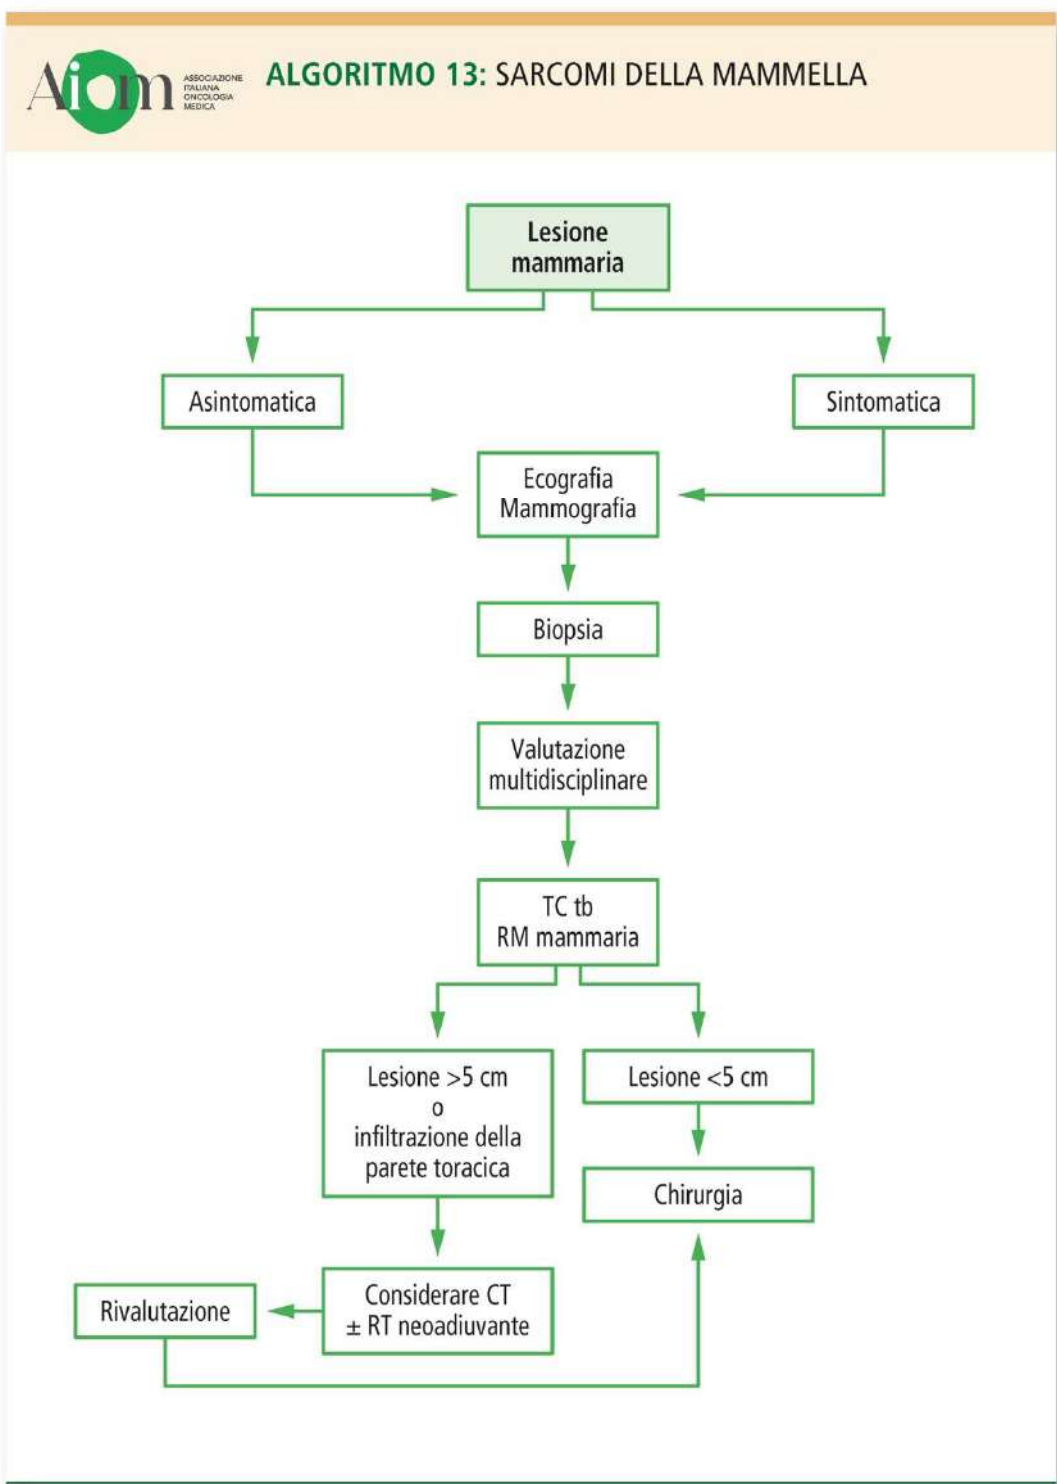 Aiom
ASSOCIAZIONE
ITALIANA
ONCOLOGIA
MEDICA
ALGORITMO 13: SARCOMI DELLA MAMMELLA
Lesione
mammaria
Asintomatica
Sintomatica
Ecografia
Mammografia
Biopsia
Valutazione
multidisciplinare
TC tb
RM mammaria
Lesione >5 cm
o
infiltrazione della
parete toracica
Lesione <5 cm
Chirurgia
Considerare CT
± RT neoadiuvante
Rivalutazione